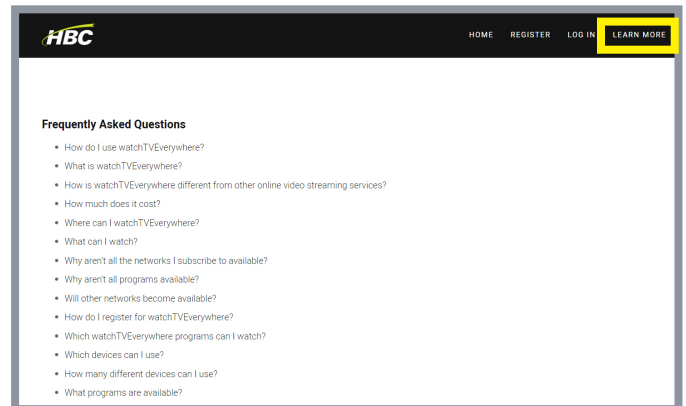 HBC
HOME REGISTER LOG IN LEARN MORE
Frequently Asked Questions
• How do I use watchTVEverywhere?
• What is watchTVEverywhere?
• How is watchTVEverywhere different from other online video streaming services?
• How much does it cost?
• Where can I watchTVEverywhere?
• What can I watch?
• Why aren't all the networks I subscribe to available?
• Why aren't all programs available?
• Will other networks become available?
• How do I register for watchTVEverywhere?
• Which watchTVEverywhere programs can I watch?
• Which devices can I use?
• How many different devices can I use?
• What programs are available?